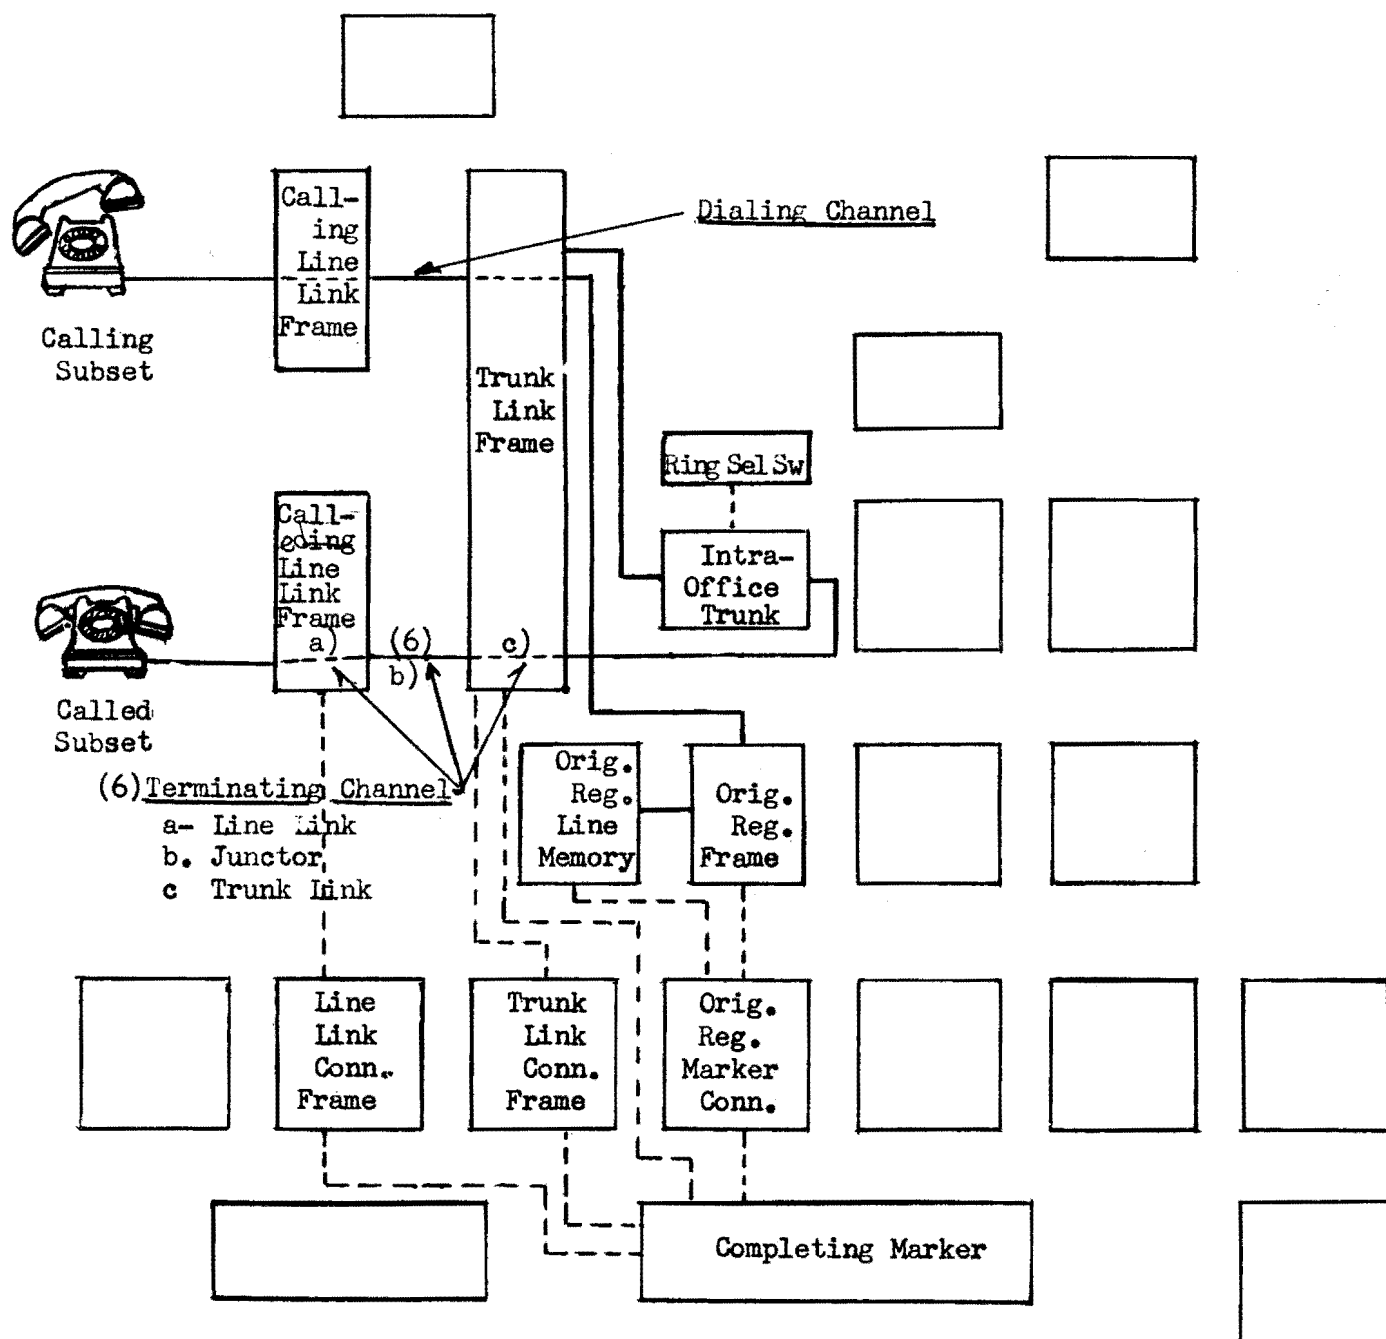 Call-
ing
Line
Link
Frame
Dialing Channel
Calling
Subset
Trunk
Link
Frame
Ring Sel Sw
Call-
eding
Line
Link
Frame
a)
(6)
b)
c)
Intra-
Office
Trunk
Called
Subset
(6) Terminating Channel
a- Line Link
b. Junctor
c Trunk Link
Orig.
Reg.
Line
Memory
Orig.
Reg.
Frame
Line
Link
Conn.
Frame
Trunk
Link
Conn.
Frame
Orig.
Reg.
Marker
Conn.
Completing Marker